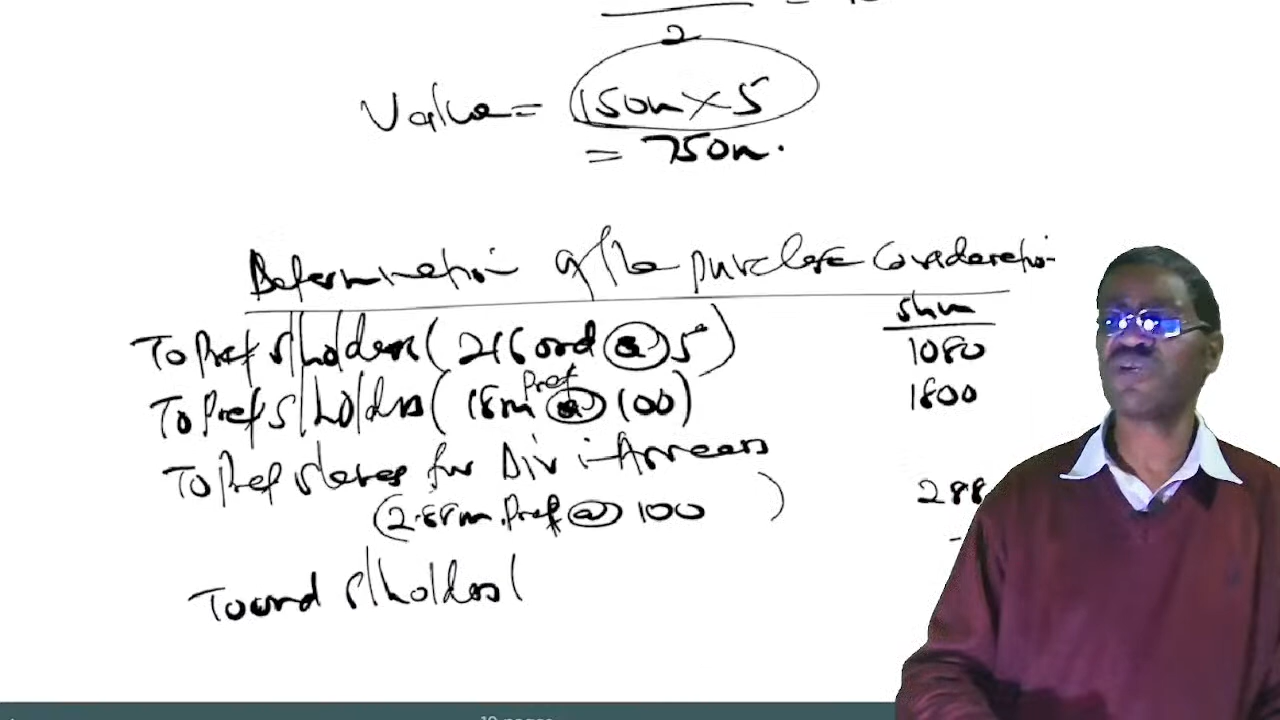 2
Value = 150m × 5
= 750m.
Determination of the purchase consideration
shm
To Pref s/holders (216 ord @ 5) 1080
To Pref s/holders (18m Pref @ 100) 1800
To Pref shares for Div in Arrears
(2.88m. Pref @ 100 ) 288
To ord s/holders (